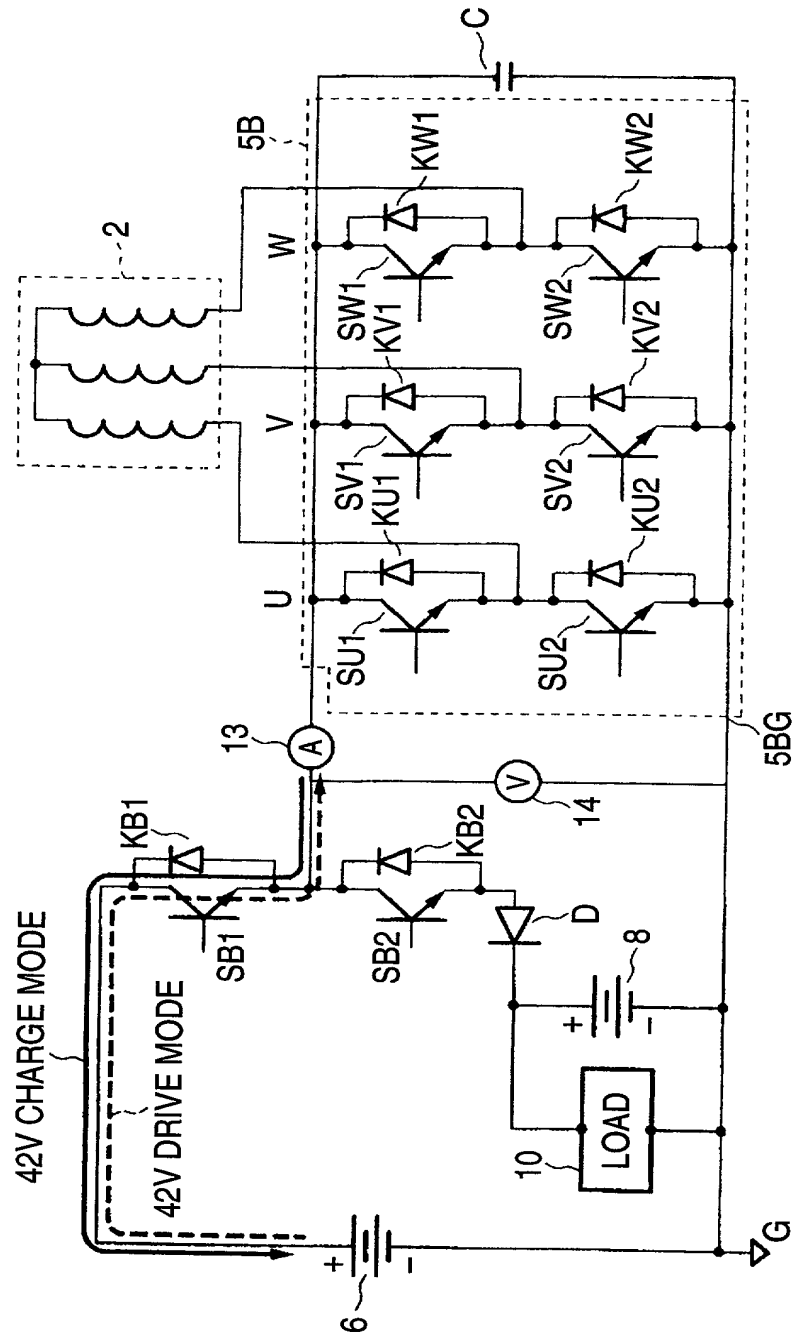 42V CHARGE MODE
42V DRIVE MODE
6
+
-
G
10
LOAD
8
+
-
D
SB1
KB1
SB2
KB2
13
A
V
14
2
U
V
W
5B
C
SU1
KU1
SV1
KV1
SW1
KW1
SU2
KU2
SV2
KV2
SW2
KW2
5BG